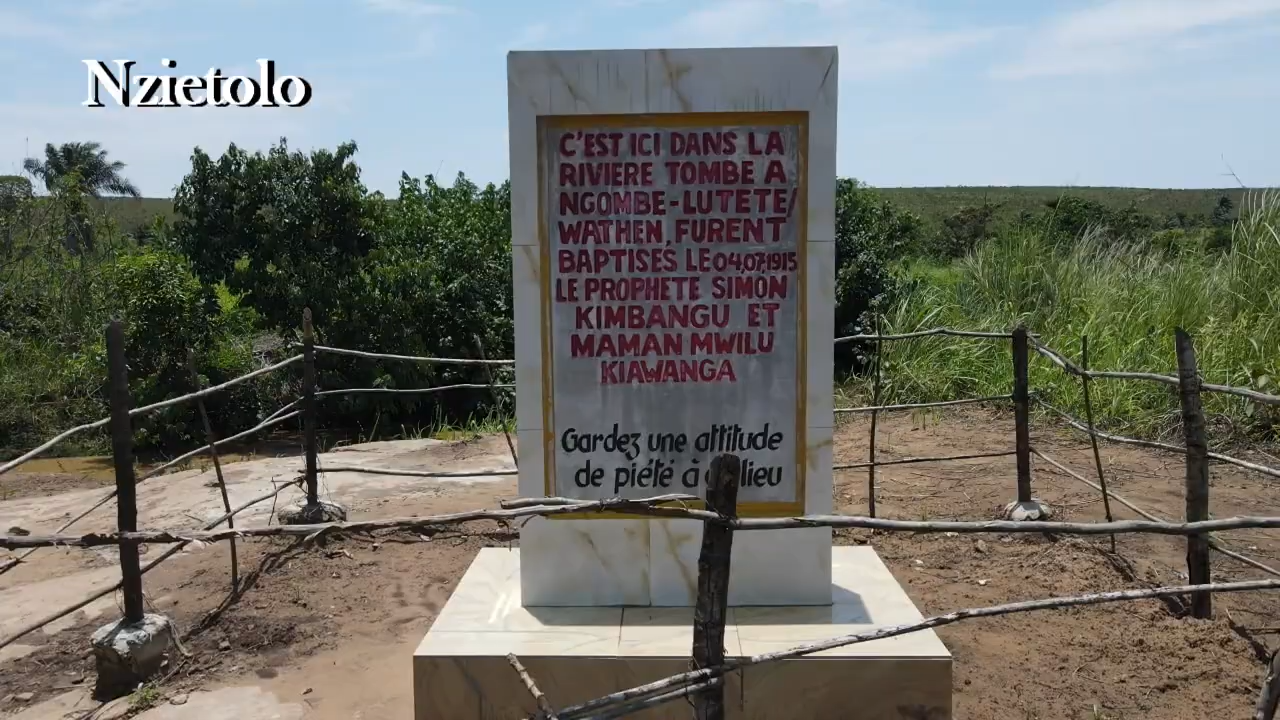 Nzietolo
C'EST ICI DANS LA
RIVIERE TOMBE A
NGOMBE-LUTETE/
WATHEN, FURENT
BAPTISÉS, LE 04,07,1915
LE PROPHETE SIMON
KIMBANGU ET
MAMAN MWILU
KIAWANGA
Gardez une attitude
de piété à lieu